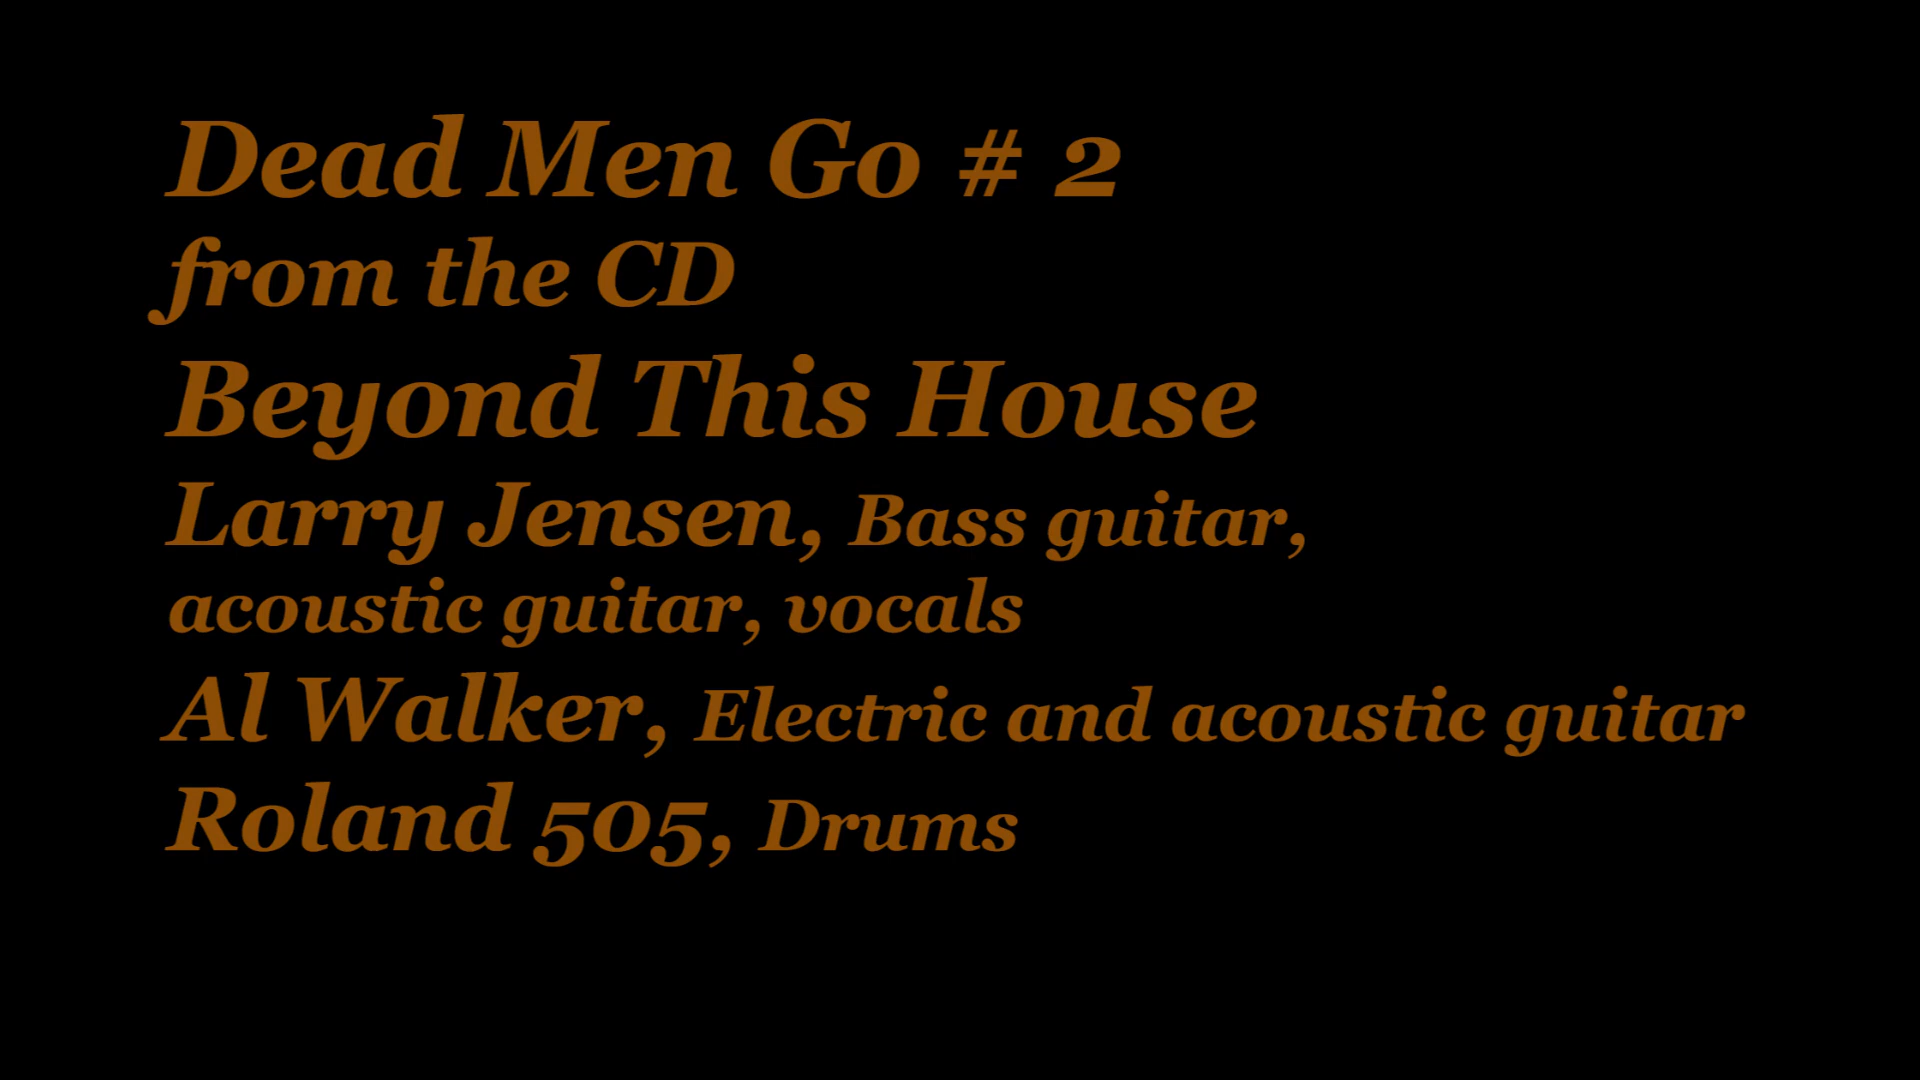 Dead Men Go # 2
from the CD
Beyond This House
Larry Jensen, Bass guitar,
acoustic guitar, vocals
Al Walker, Electric and acoustic guitar
Roland 505, Drums